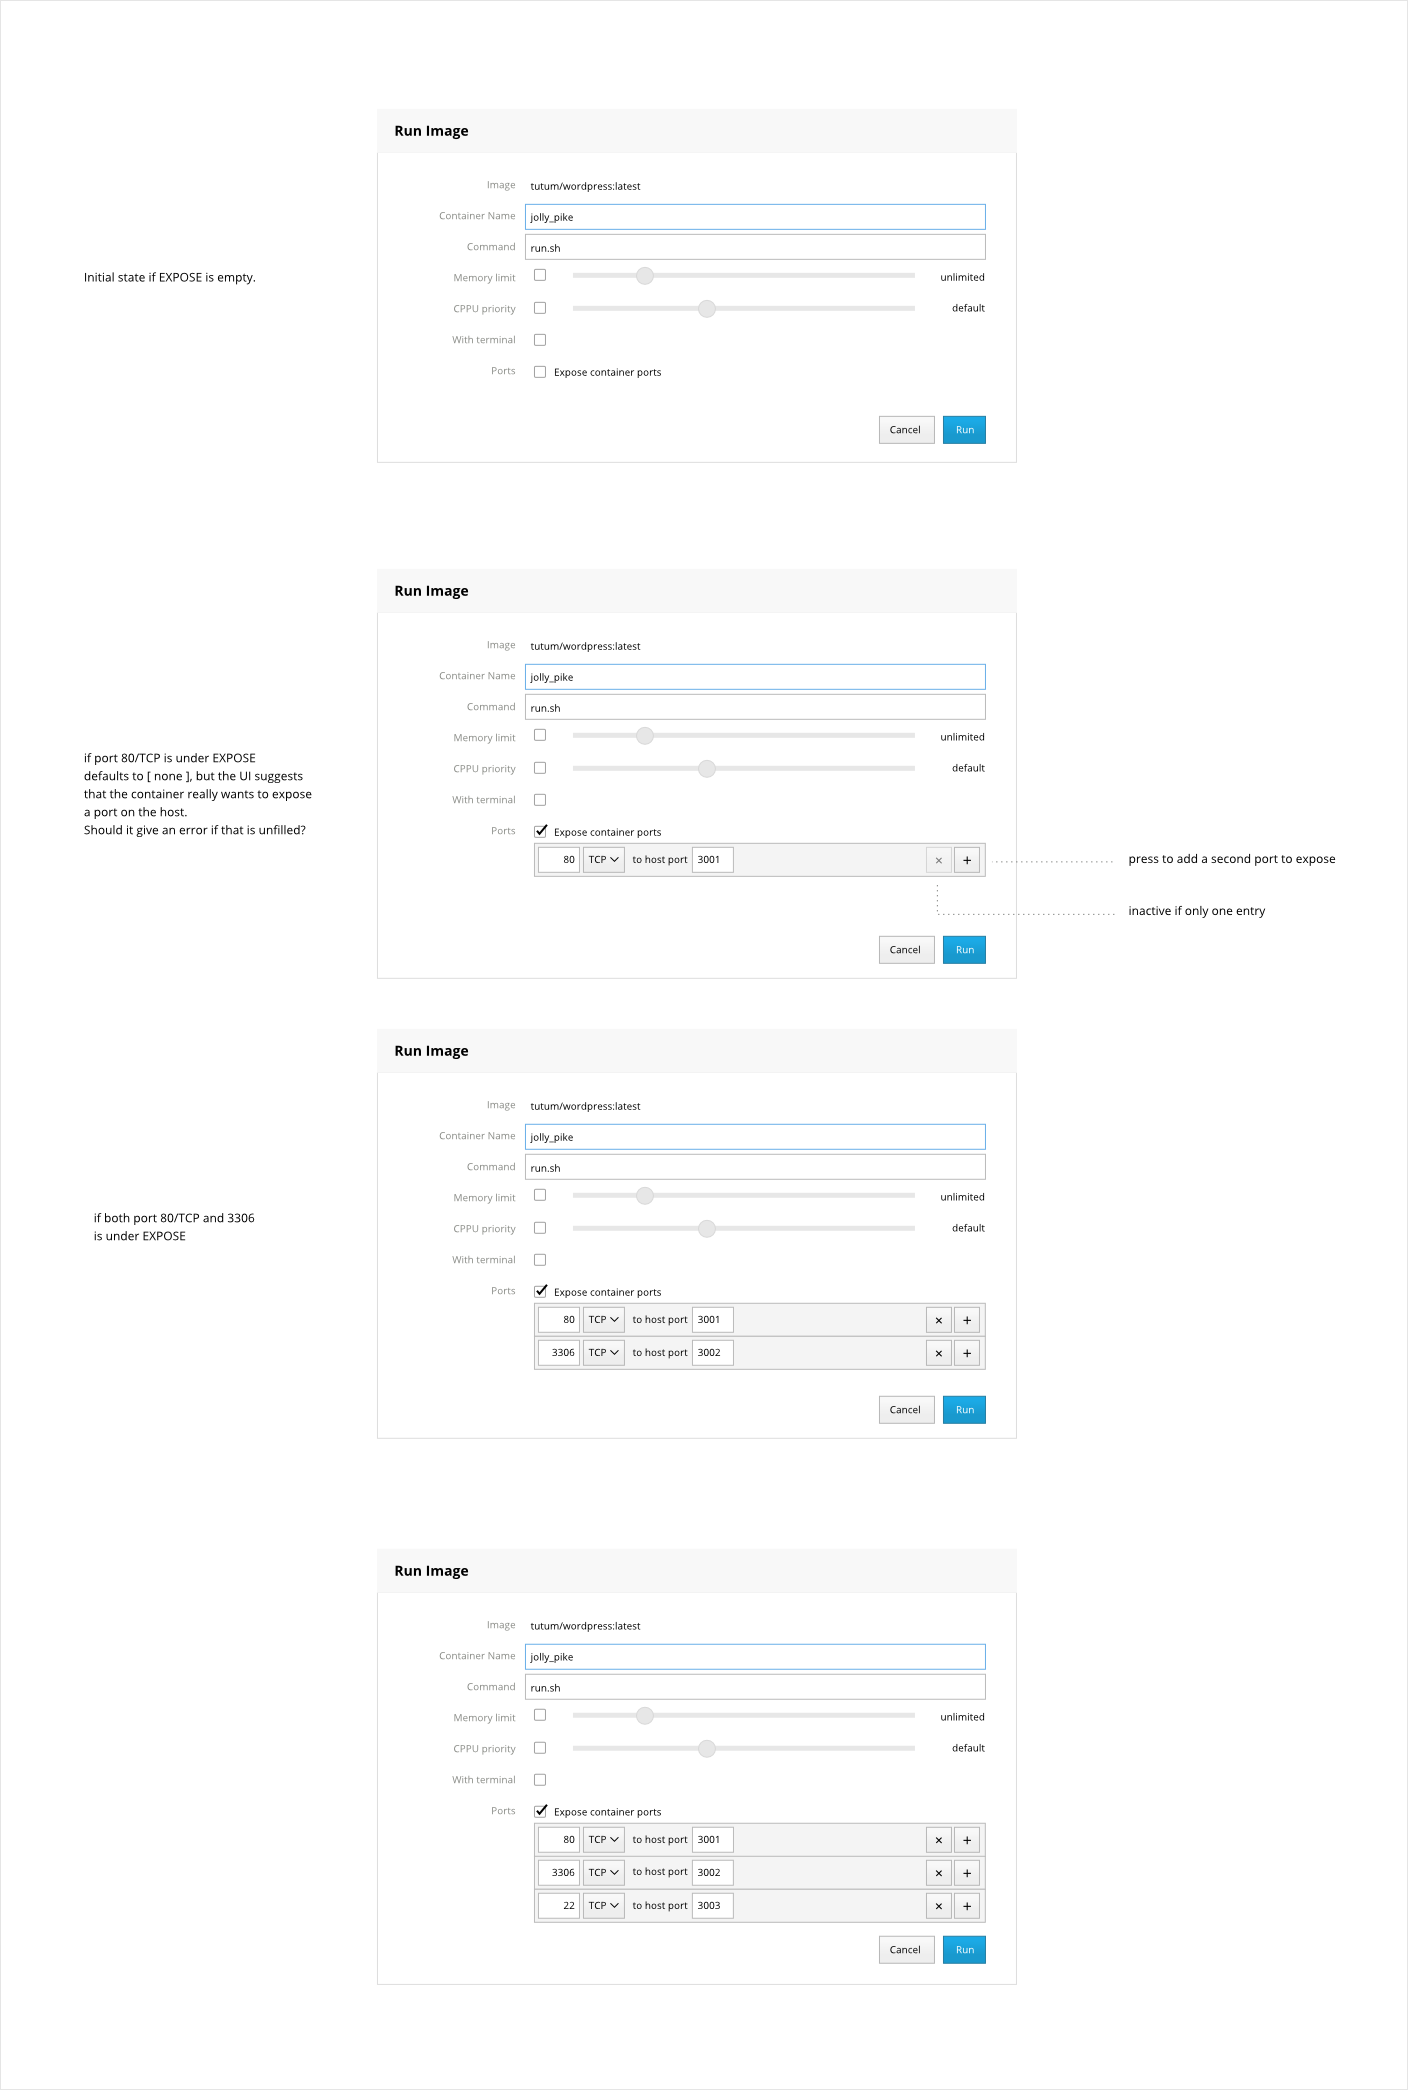 Run Image
Image tutum/wordpress:latest
Container Name jolly_pike
Command run.sh
Initial state if EXPOSE is empty.
Memory limit unlimited
CPPU priority default
With terminal
Ports Expose container ports
Cancel Run
Run Image
Image tutum/wordpress:latest
Container Name jolly_pike
Command run.sh
Memory limit unlimited
CPPU priority default
With terminal
if port 80/TCP is under EXPOSE
defaults to [ none ], but the UI suggests
that the container really wants to expose
a port on the host.
Should it give an error if that is unfilled?
Ports Expose container ports
80 TCP to host port 3001 × +
press to add a second port to expose
inactive if only one entry
Cancel Run
Run Image
Image tutum/wordpress:latest
Container Name jolly_pike
Command run.sh
Memory limit unlimited
CPPU priority default
if both port 80/TCP and 3306
is under EXPOSE
With terminal
Ports Expose container ports
80 TCP to host port 3001 × +
3306 TCP to host port 3002 × +
Cancel Run
Run Image
Image tutum/wordpress:latest
Container Name jolly_pike
Command run.sh
Memory limit unlimited
CPPU priority default
With terminal
Ports Expose container ports
80 TCP to host port 3001 × +
3306 TCP to host port 3002 × +
22 TCP to host port 3003 × +
Cancel Run